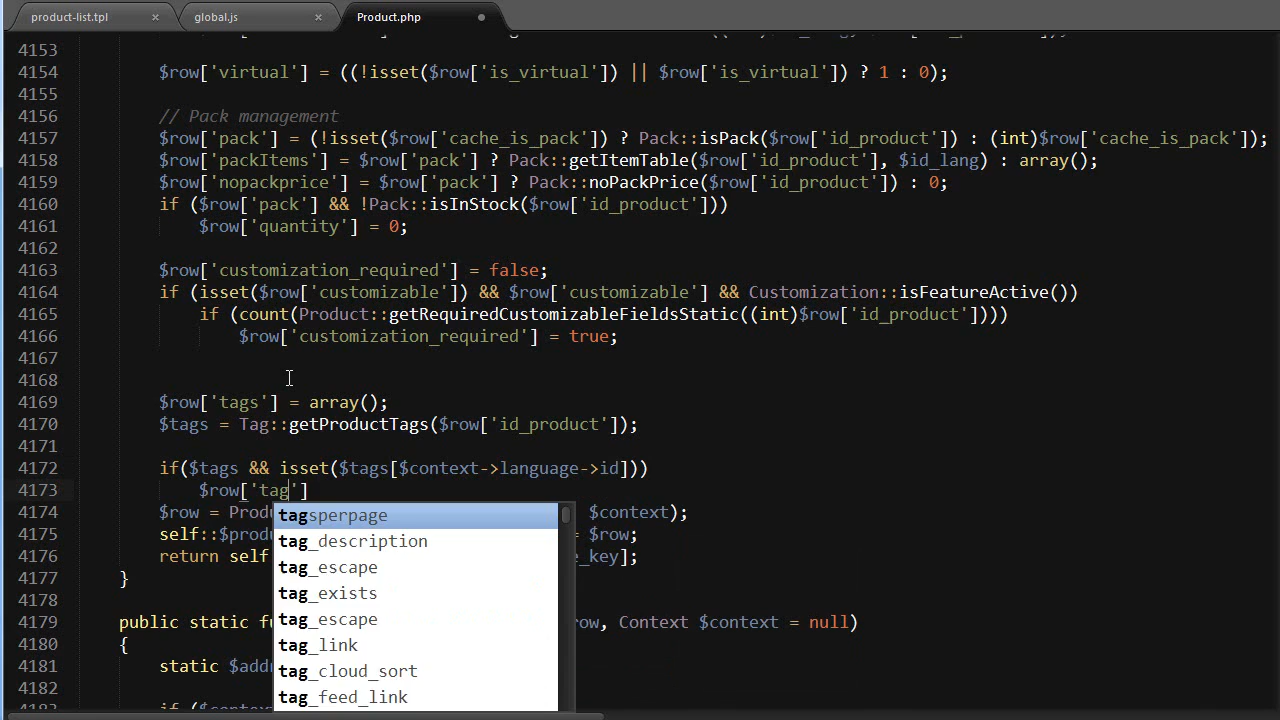 product-list.tpl × global.js × Product.php
4153
4154 $row['virtual'] = ((!isset($row['is_virtual']) || $row['is_virtual']) ? 1 : 0);
4155
4156 // Pack management
4157 $row['pack'] = (!isset($row['cache_is_pack']) ? Pack::isPack($row['id_product']) : (int)$row['cache_is_pack']);
4158 $row['packItems'] = $row['pack'] ? Pack::getItemTable($row['id_product'], $id_lang) : array();
4159 $row['nopackprice'] = $row['pack'] ? Pack::noPackPrice($row['id_product']) : 0;
4160 if ($row['pack'] && !Pack::isInStock($row['id_product']))
4161 $row['quantity'] = 0;
4162
4163 $row['customization_required'] = false;
4164 if (isset($row['customizable']) && $row['customizable'] && Customization::isFeatureActive())
4165 if (count(Product::getRequiredCustomizableFieldsStatic((int)$row['id_product'])))
4166 $row['customization_required'] = true;
4167
4168
4169 $row['tags'] = array();
4170 $tags = Tag::getProductTags($row['id_product']);
4171
4172 if($tags && isset($tags[$context->language->id]))
4173 $row['tag']
4174 $row = Produ $context);
4175 self::$produ = $row;
4176 return self e_key];
4177 }
4178
4179 public static fu row, Context $context = null)
4180 {
4181 static $addr
4182
tagsperpage
tag_description
tag_escape
tag_exists
tag_escape
tag_link
tag_cloud_sort
tag_feed_link